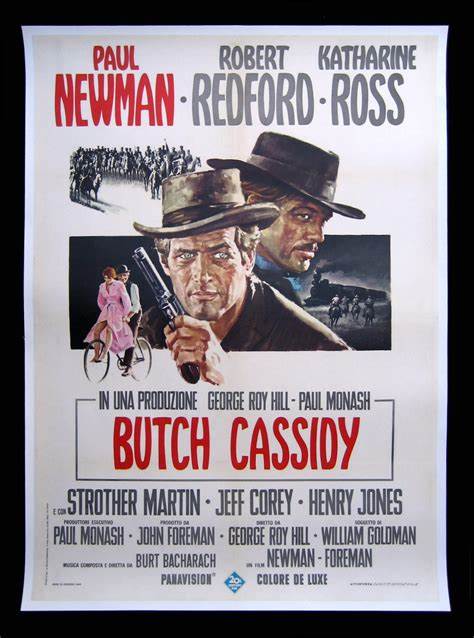 PAUL ROBERT KATHARINE
NEWMAN · REDFORD · ROSS
IN UNA PRODUZIONE GEORGE ROY HILL - PAUL MONASH
BUTCH CASSIDY
E CON STROTHER MARTIN · JEFF COREY · HENRY JONES
PRODUTTORE ESECUTIVO PRODOTTO DA DIRETTO DA SOGGETTO DI
PAUL MONASH · JOHN FOREMAN · GEORGE ROY HILL · WILLIAM GOLDMAN
MUSICA COMPOSTA E DIRETTA DA BURT BACHARACH UN FILM NEWMAN - FOREMAN
PANAVISION® 20 COLORE DE LUXE